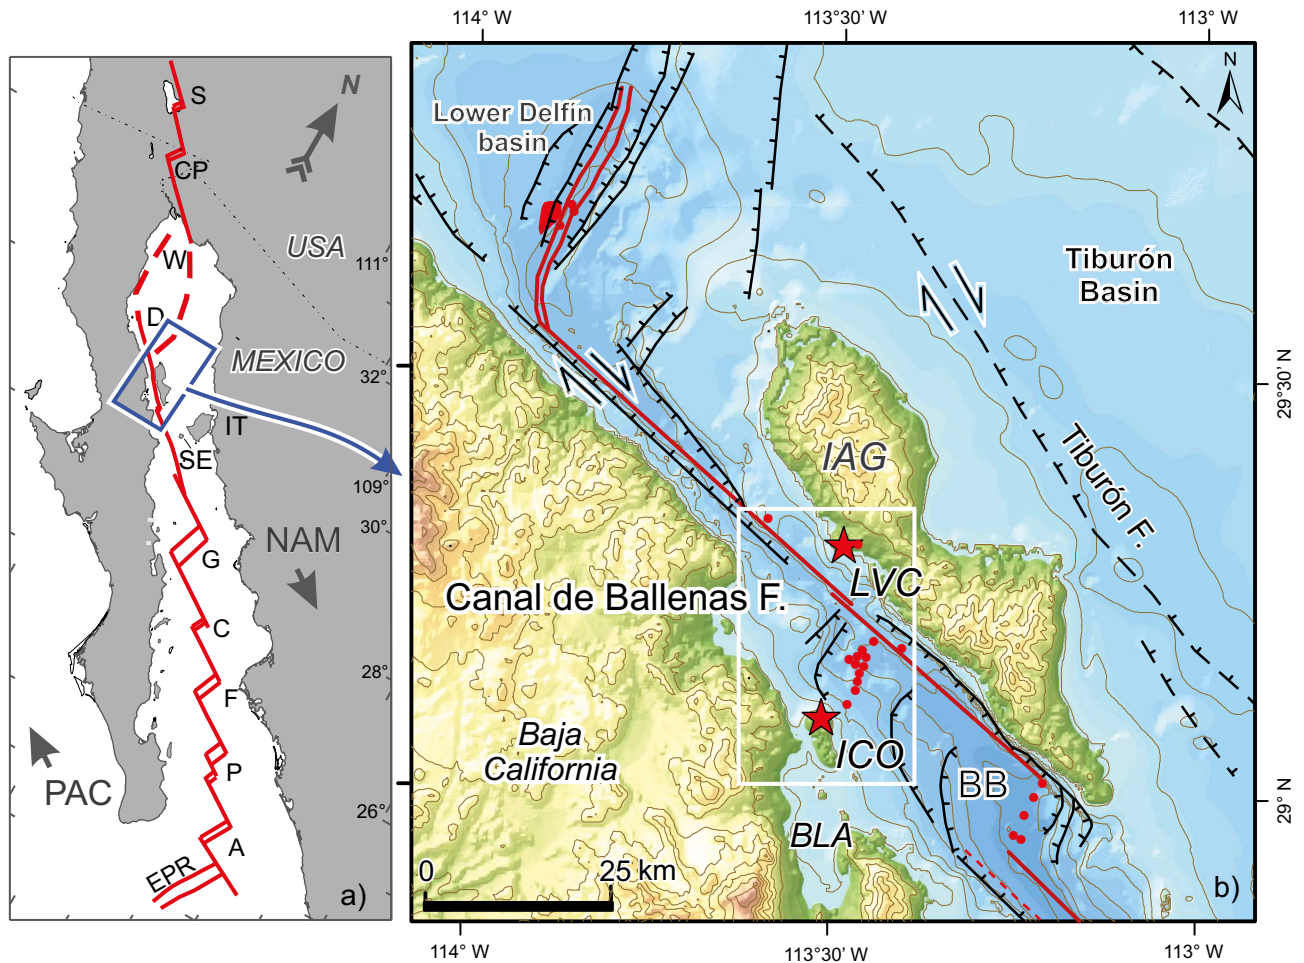 114° W
113°30' W
113° W
S
N
CP
USA
111°
W
D
MEXICO
32°
IT
SE
109°
30°
NAM
G
C
28°
F
PAC
P
26°
A
EPR
a)
N
Lower Delfín
basin
Tiburón
Basin
29°30' N
IAG
Tiburón F.
LVC
Canal de Ballenas F.
Baja
California
ICO
BB
29° N
BLA
0
25 km
b)
114° W
113°30' W
113° W